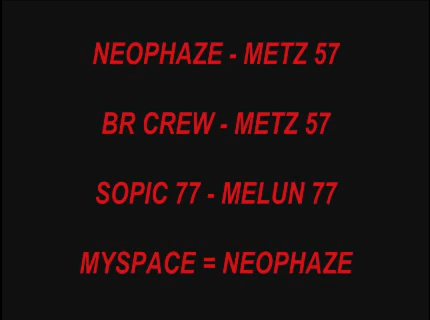 NEOPHAZE - METZ 57
BR CREW - METZ 57
SOPIC 77 - MELUN 77
MYSPACE = NEOPHAZE